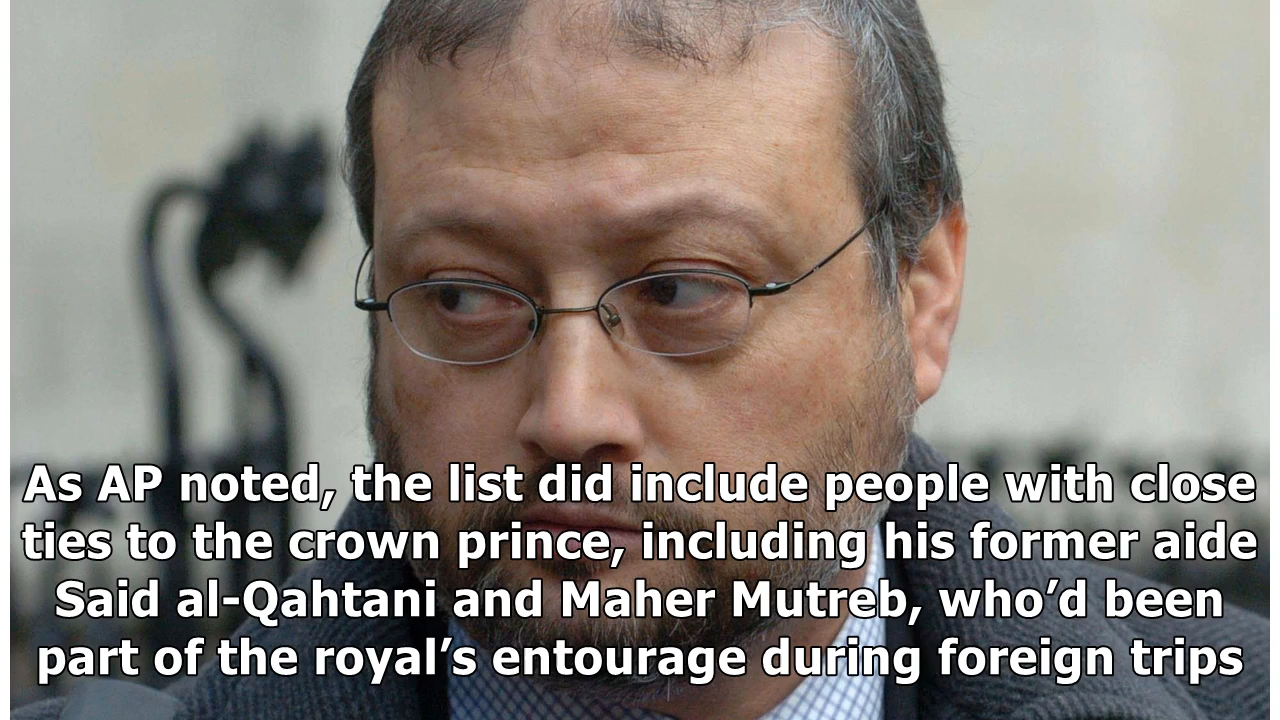 As AP noted, the list did include people with close
ties to the crown prince, including his former aide
Said al-Qahtani and Maher Mutreb, who’d been
part of the royal’s entourage during foreign trips